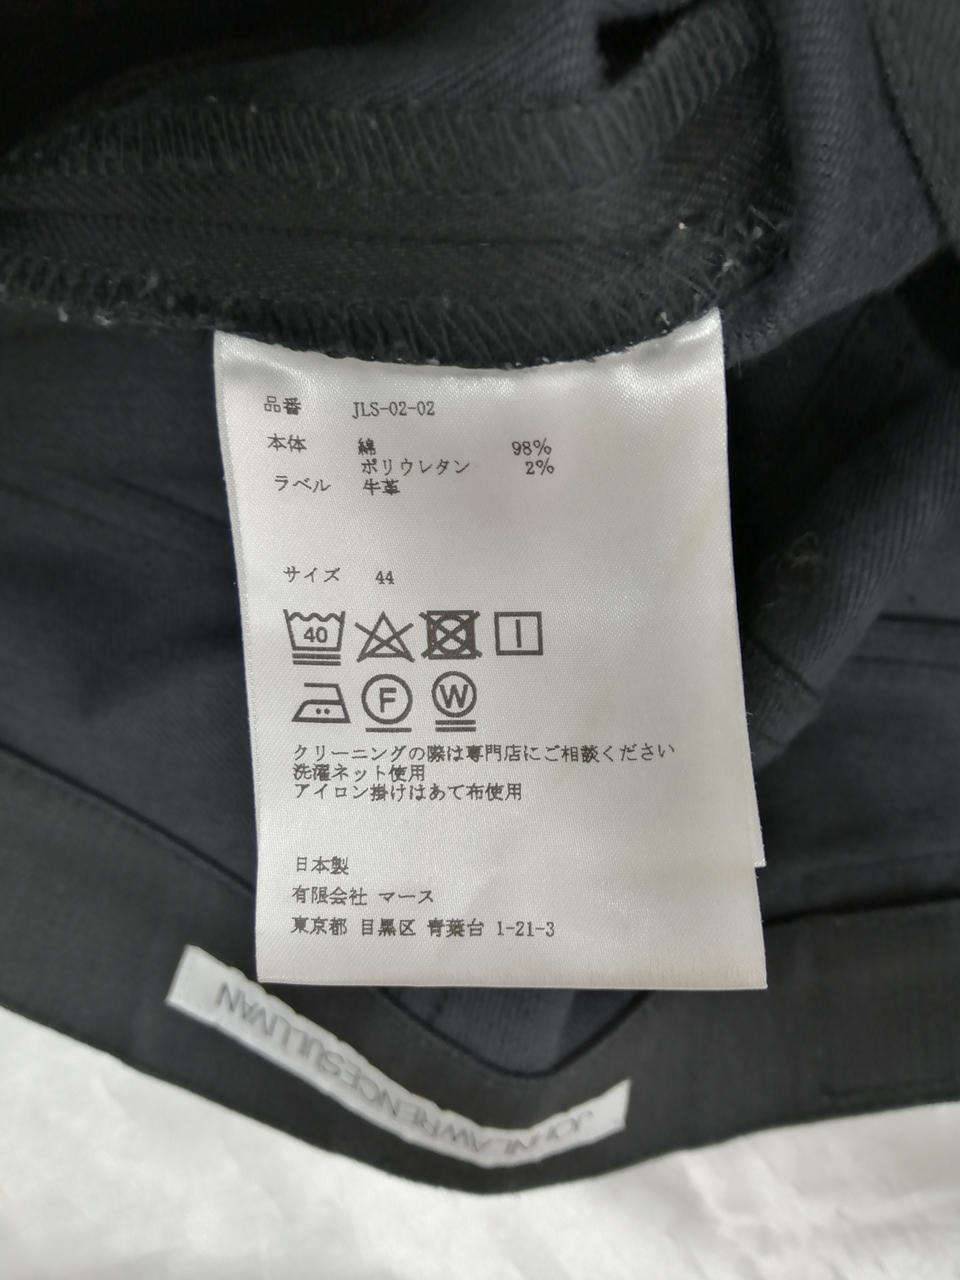 品番 JLS-02-02
本体 綿 98%
ポリウレタン 2%
ラベル 牛革
サイズ 44
40
F W
クリーニングの際は専門店にご相談ください
洗濯ネット使用
アイロン掛けはあて布使用
日本製
有限会社 マース
東京都 目黒区 青葉台 1-21-3
JOHNLAWRENCESULLIVAN